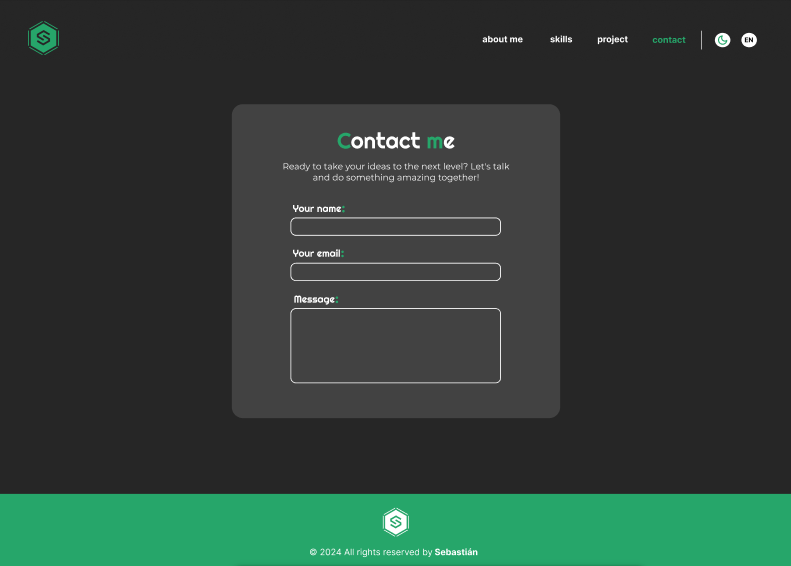 about me
skills
project
contact
EN
Contact me
Ready to take your ideas to the next level? Let's talk
and do something amazing together!
Your name:
Your email:
Message:
© 2024 All rights reserved by Sebastián